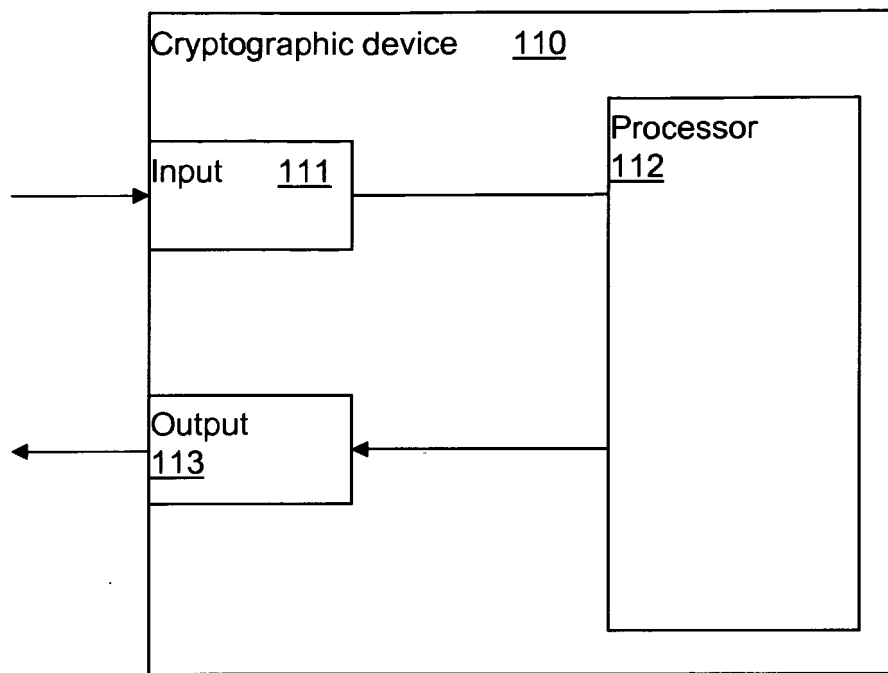 Cryptographic device 110
Input 111
Processor
112
Output
113